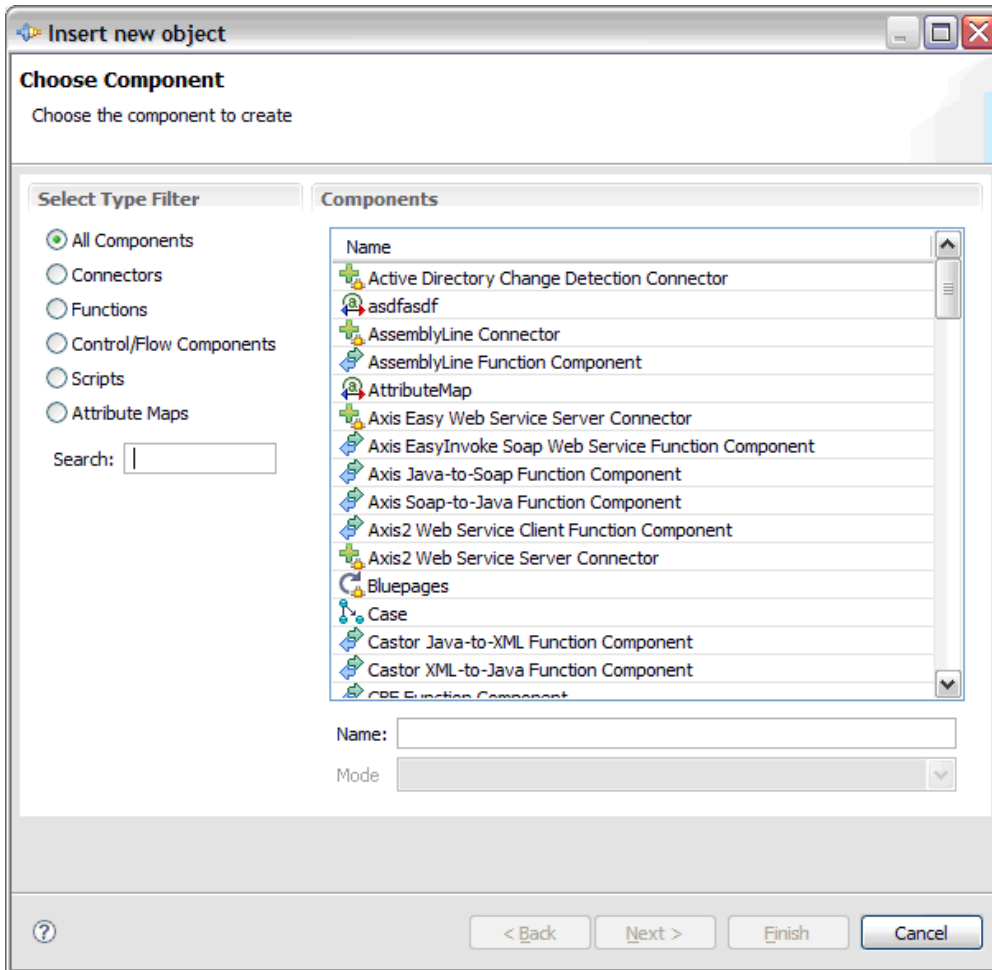 Insert new object
Choose Component
Choose the component to create
Select Type Filter
All Components
Connectors
Functions
Control/Flow Components
Scripts
Attribute Maps
Search:
Components
Name
Active Directory Change Detection Connector
asdfasdf
AssemblyLine Connector
AssemblyLine Function Component
AttributeMap
Axis Easy Web Service Server Connector
Axis EasyInvoke Soap Web Service Function Component
Axis Java-to-Soap Function Component
Axis Soap-to-Java Function Component
Axis2 Web Service Client Function Component
Axis2 Web Service Server Connector
Bluepages
Case
Castor Java-to-XML Function Component
Castor XML-to-Java Function Component
CBE Function Component
Name:
Mode
< Back Next > Finish Cancel